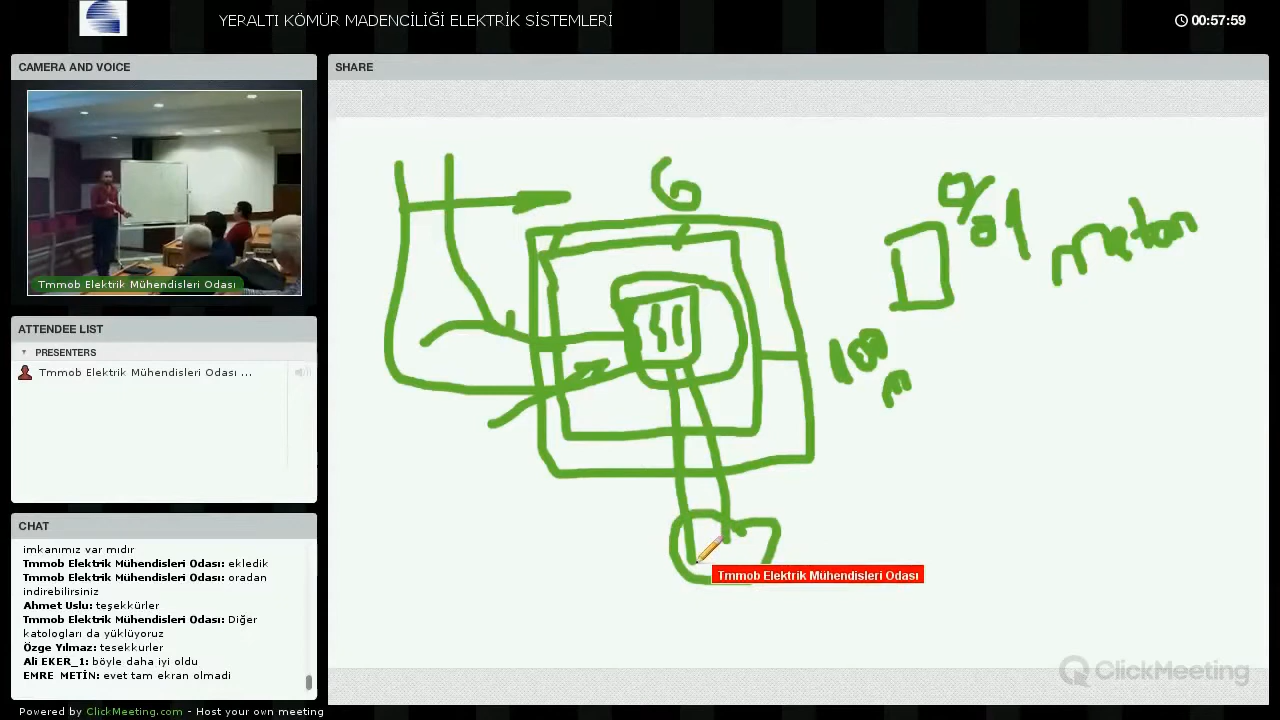 YERALTI KÖMÜR MADENCİLİĞİ ELEKTRİK SİSTEMLERİ
00:57:59
CAMERA AND VOICE
Tmmob Elektrik Mühendisleri Odası
ATTENDEE LIST
PRESENTERS
Tmmob Elektrik Mühendisleri Odası ...
CHAT
imkanımız var mıdır
Tmmob Elektrik Mühendisleri Odası: ekledik
Tmmob Elektrik Mühendisleri Odası: oradan
indirebilirsiniz
Ahmet Uslu: teşekkürler
Tmmob Elektrik Mühendisleri Odası: Diğer
katologları da yüklüyoruz
Özge Yılmaz: tesekkurler
Ali EKER_1: böyle daha iyi oldu
EMRE METİN: evet tam ekran olmadi
Powered by ClickMeeting.com - Host your own meeting
SHARE
6
%1
metan
100
m
Tmmob Elektrik Mühendisleri Odası
ClickMeeting